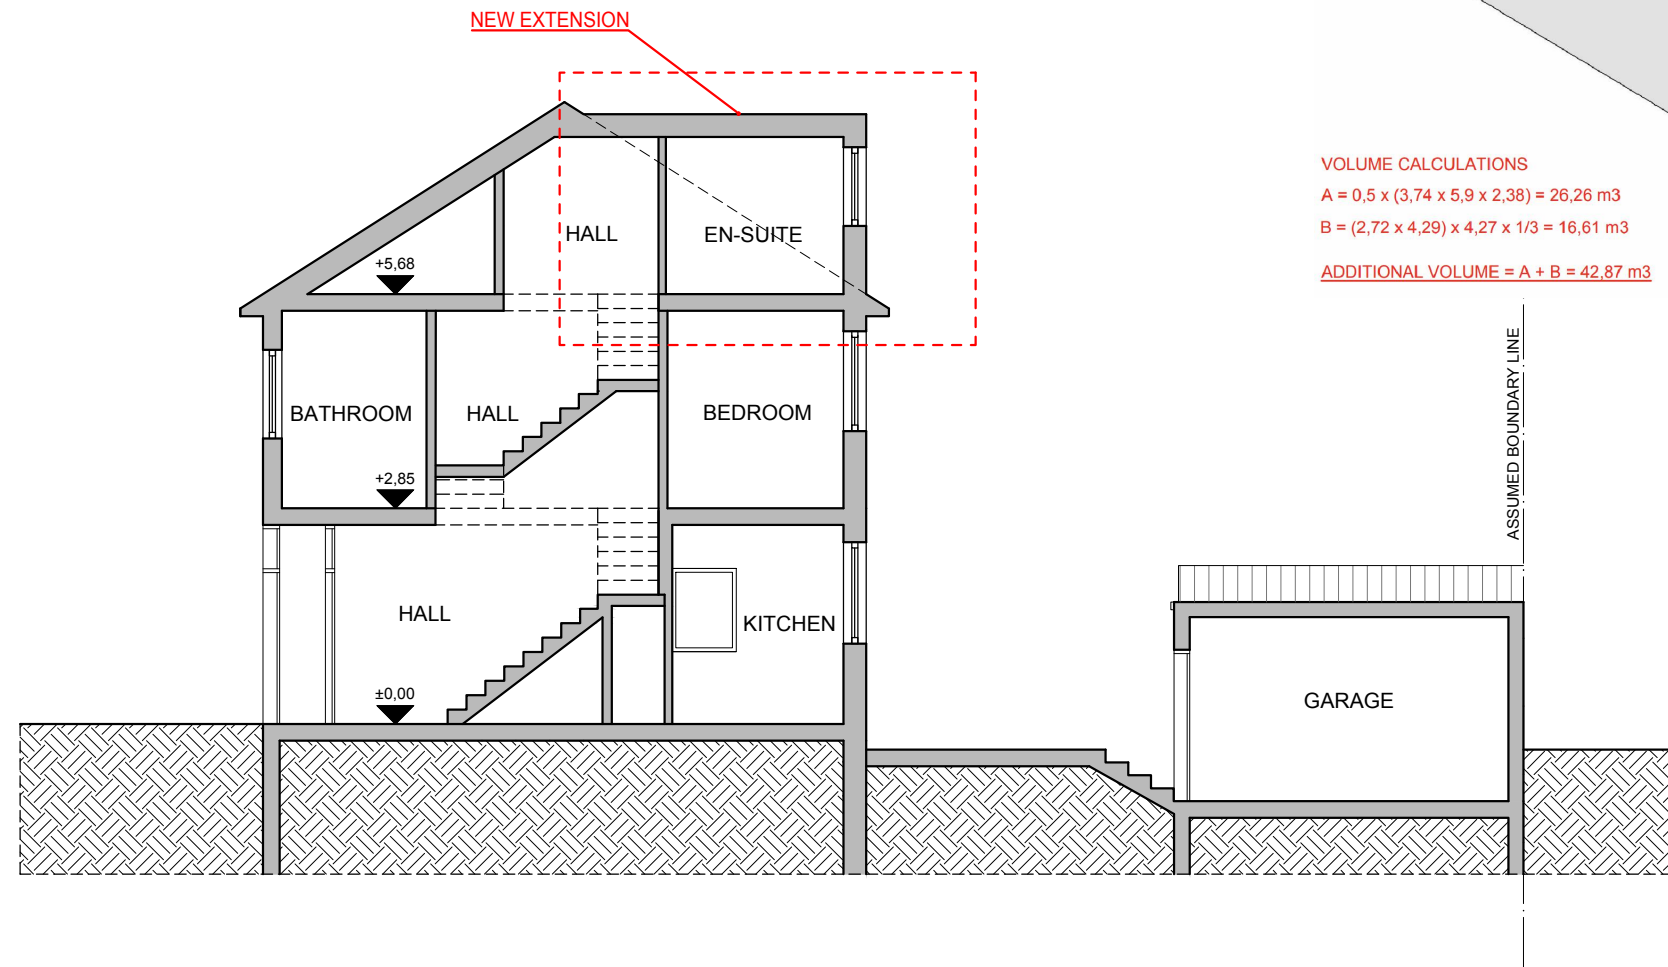 NEW EXTENSION
VOLUME CALCULATIONS
A = 0,5 x (3,74 x 5,9 x 2,38) = 26,26 m3
B = (2,72 x 4,29) x 4,27 x 1/3 = 16,61 m3
ADDITIONAL VOLUME = A + B = 42,87 m3
HALL
EN-SUITE
+5,68
ASSUMED BOUNDARY LINE
BATHROOM
HALL
BEDROOM
+2,85
HALL
KITCHEN
±0,00
GARAGE